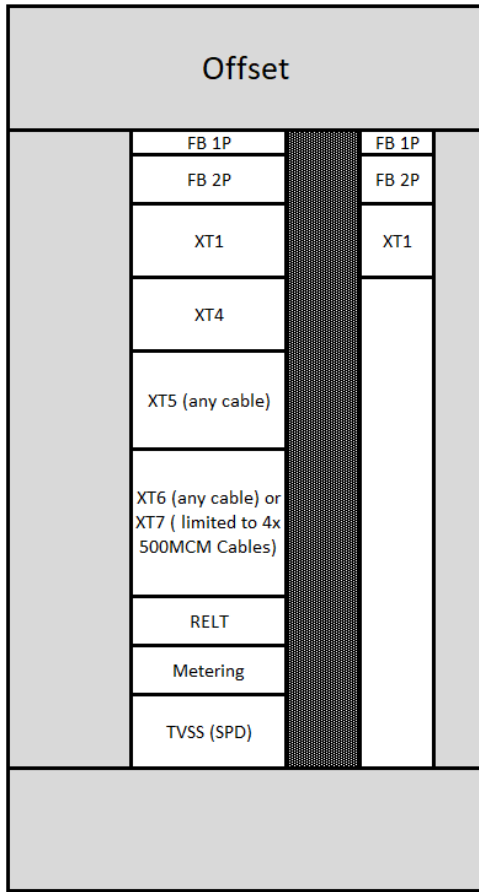 Offset
FB 1P
FB 1P
FB 2P
FB 2P
XT1
XT1
XT4
XT5 (any cable)
XT6 (any cable) or
XT7 ( limited to 4x
500MCM Cables)
RELT
Metering
TVSS (SPD)